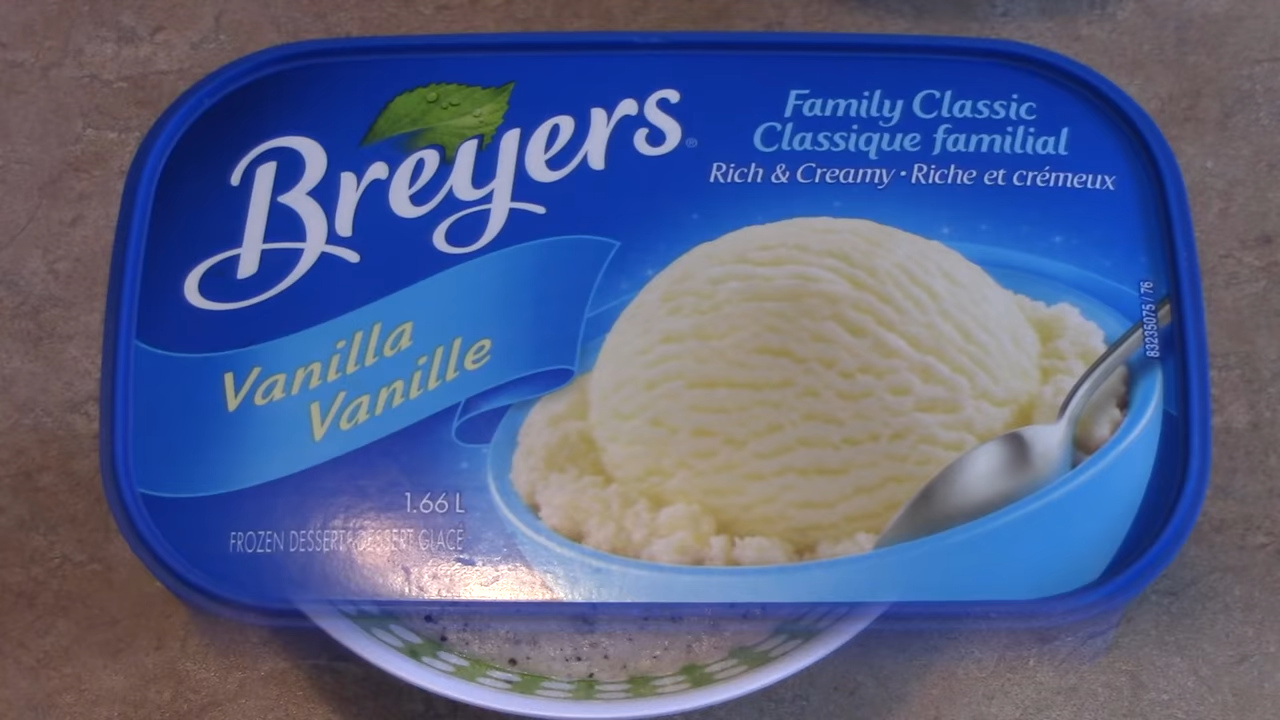 Breyers®
Family Classic
Classique familial
Rich & Creamy • Riche et crémeux
Vanilla
Vanille
1.66 L
FROZEN DESSERT • DESSERT GLACÉ
83235075 / 76